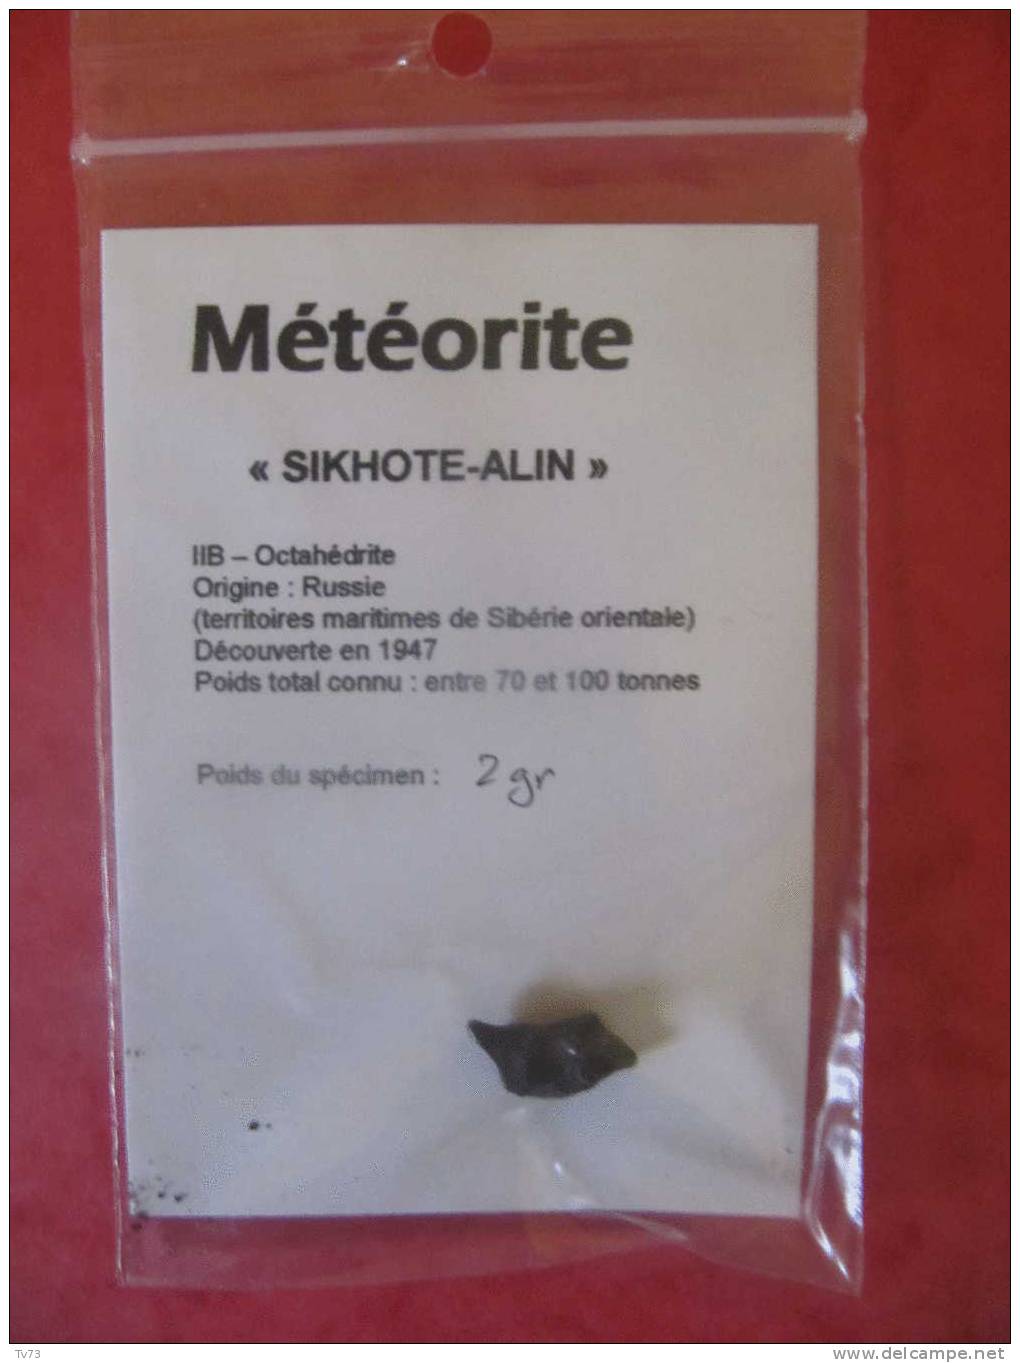 Météorite
« SIKHOTE-ALIN »
IIB – Octahédrite
Origine : Russie
(territoires maritimes de Sibérie orientale)
Découverte en 1947
Poids total connu : entre 70 et 100 tonnes
Poids du spécimen : 2 gr
Tv73
www.delcampe.net